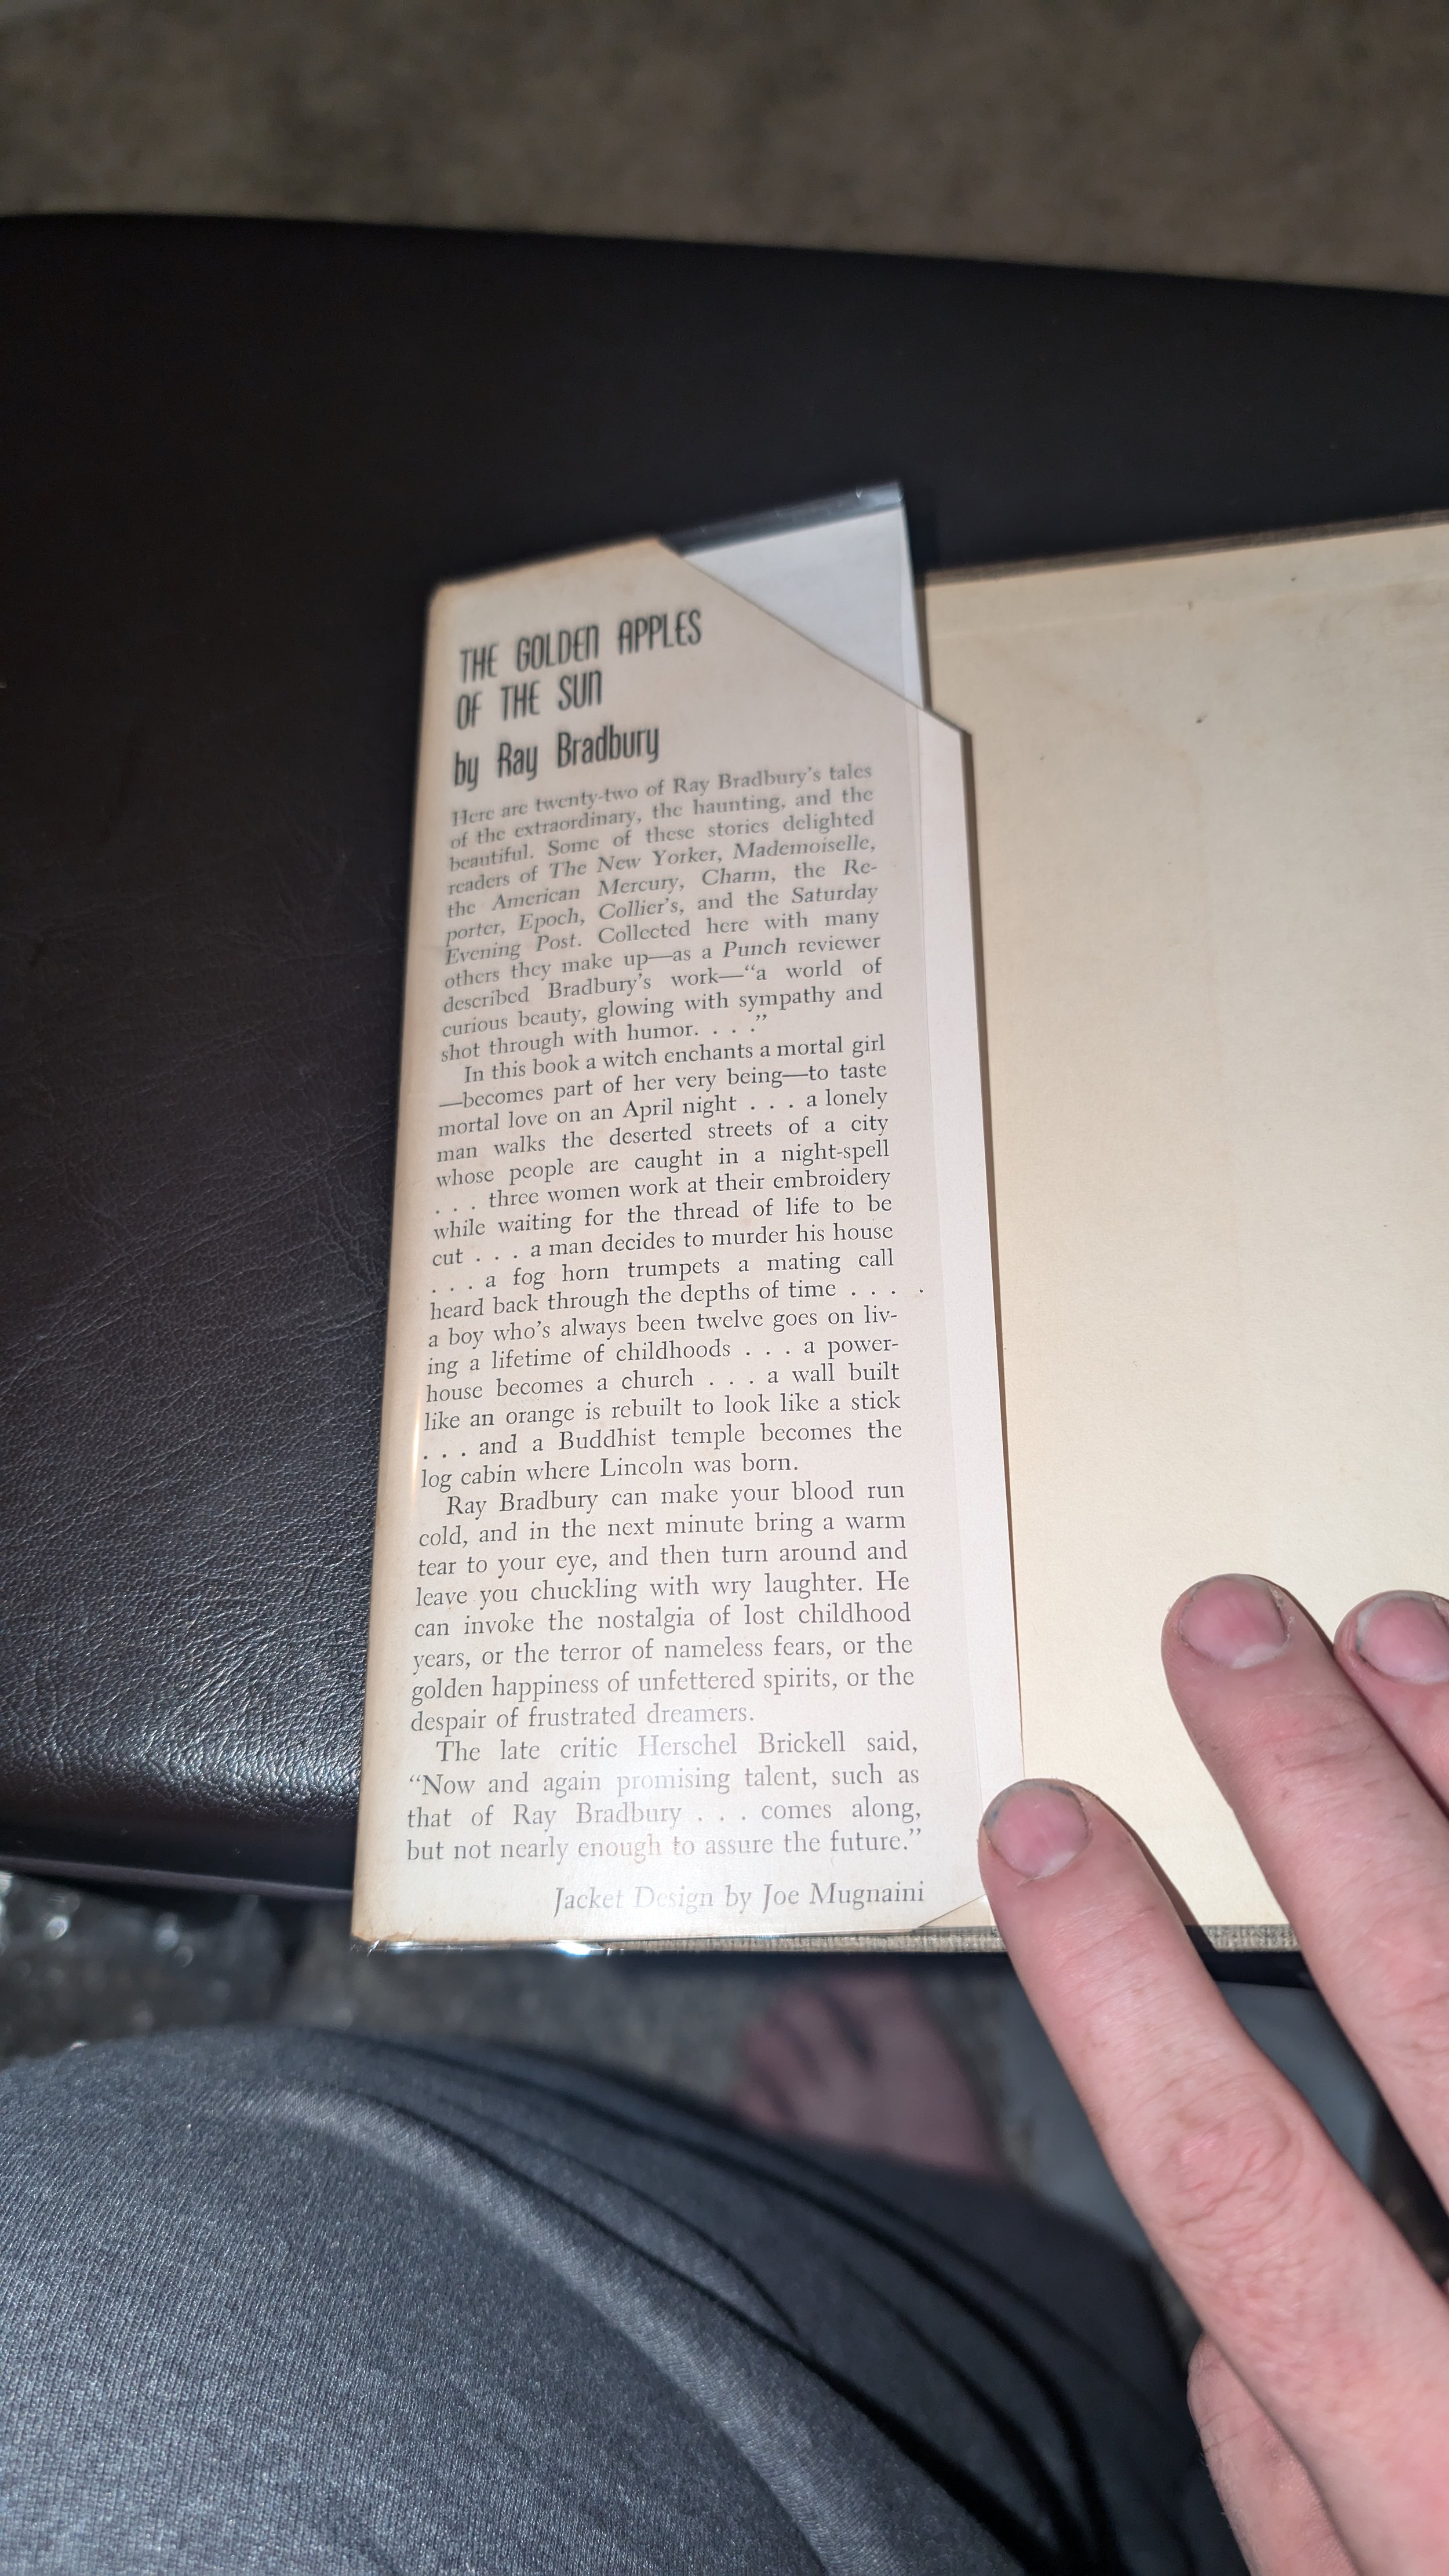 THE GOLDEN APPLES
OF THE SUN
by Ray Bradbury
Here are twenty-two of Ray Bradbury's tales
of the extraordinary, the haunting, and the
beautiful. Some of these stories delighted
readers of The New Yorker, Mademoiselle,
the American Mercury, Charm, the Re-
porter, Epoch, Collier's, and the Saturday
Evening Post. Collected here with many
others they make up—as a Punch reviewer
described Bradbury's work—“a world of
curious beauty, glowing with sympathy and
shot through with humor. . . .”
In this book a witch enchants a mortal girl
—becomes part of her very being—to taste
mortal love on an April night . . . a lonely
man walks the deserted streets of a city
whose people are caught in a night-spell
. . . three women work at their embroidery
while waiting for the thread of life to be
cut . . . a man decides to murder his house
. . . a fog horn trumpets a mating call
heard back through the depths of time . . . .
a boy who's always been twelve goes on liv-
ing a lifetime of childhoods . . . a power-
house becomes a church . . . a wall built
like an orange is rebuilt to look like a stick
. . . and a Buddhist temple becomes the
log cabin where Lincoln was born.
Ray Bradbury can make your blood run
cold, and in the next minute bring a warm
tear to your eye, and then turn around and
leave you chuckling with wry laughter. He
can invoke the nostalgia of lost childhood
years, or the terror of nameless fears, or the
golden happiness of unfettered spirits, or the
despair of frustrated dreamers.
The late critic Herschel Brickell said,
“Now and again promising talent, such as
that of Ray Bradbury . . . comes along,
but not nearly enough to assure the future.”
Jacket Design by Joe Mugnaini